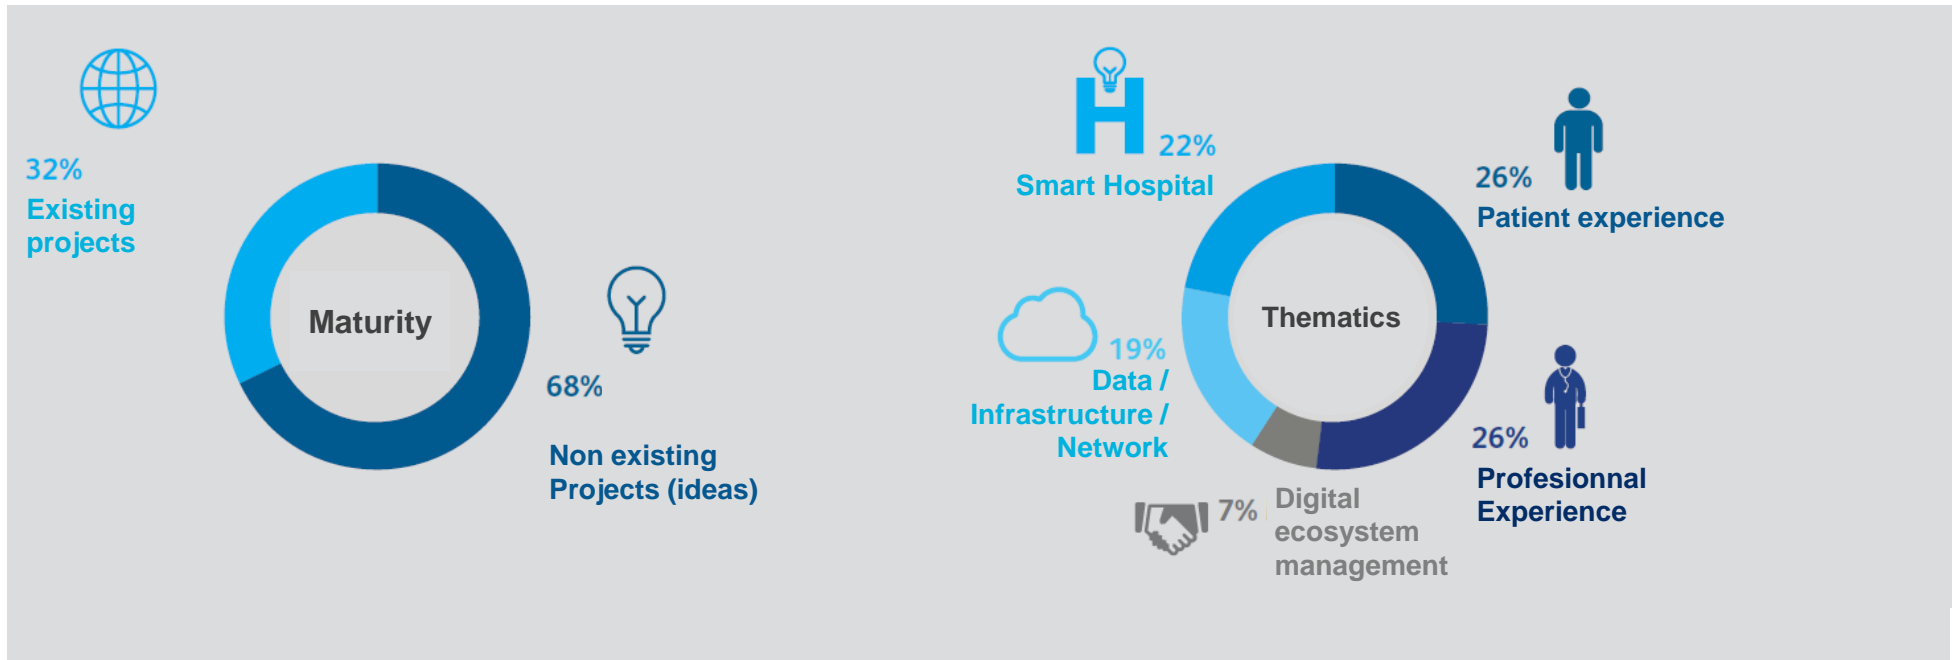 32%
Existing
projects
Maturity
68%
Non existing
Projects (ideas)
22%
Smart Hospital
26%
Patient experience
Thematics
19%
Data /
Infrastructure /
Network
26%
Profesionnal
Experience
7%
Digital
ecosystem
management